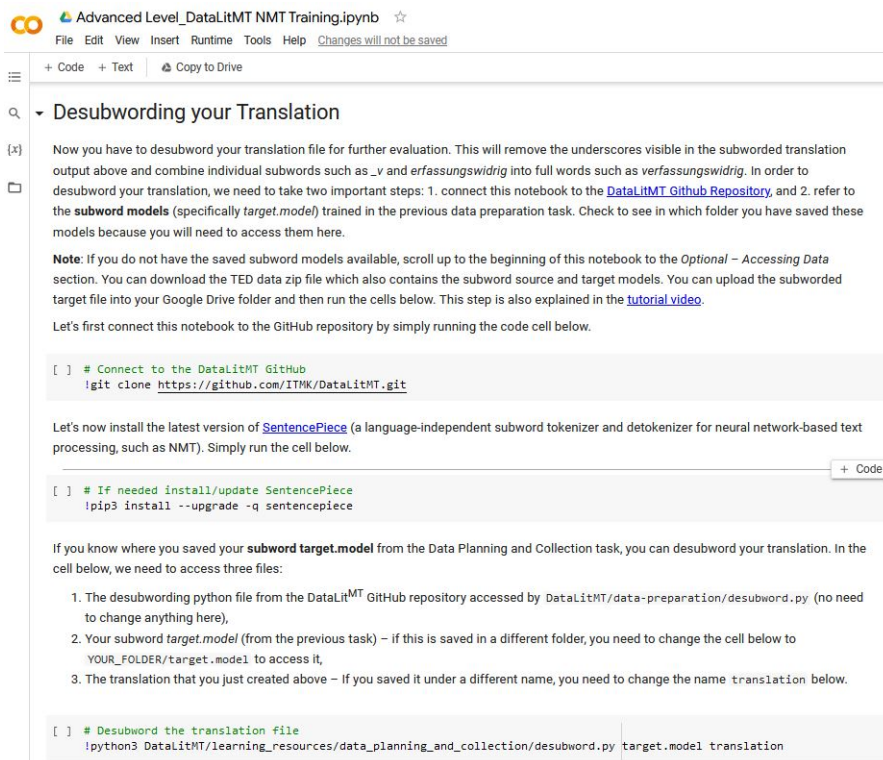 Advanced Level_DataLitMT NMT Training.ipynb
File Edit View Insert Runtime Tools Help Changes will not be saved
+ Code + Text Copy to Drive
Desubwording your Translation
Now you have to desubword your translation file for further evaluation. This will remove the underscores visible in the subworded translation
output above and combine individual subwords such as _v and erfassungswidrig into full words such as verfassungswidrig. In order to
desubword your translation, we need to take two important steps: 1. connect this notebook to the DataLitMT Github Repository, and 2. refer to
the subword models (specifically target.model) trained in the previous data preparation task. Check to see in which folder you have saved these
models because you will need to access them here.
Note: If you do not have the saved subword models available, scroll up to the beginning of this notebook to the Optional – Accessing Data
section. You can download the TED data zip file which also contains the subword source and target models. You can upload the subworded
target file into your Google Drive folder and then run the cells below. This step is also explained in the tutorial video.
Let's first connect this notebook to the GitHub repository by simply running the code cell below.
[ ] # Connect to the DataLitMT GitHub
!git clone https://github.com/ITMK/DataLitMT.git
Let's now install the latest version of SentencePiece (a language-independent subword tokenizer and detokenizer for neural network-based text
processing, such as NMT). Simply run the cell below.
+ Code
[ ] # If needed install/update SentencePiece
!pip3 install --upgrade -q sentencepiece
If you know where you saved your subword target.model from the Data Planning and Collection task, you can desubword your translation. In the
cell below, we need to access three files:
1. The desubwording python file from the DataLitMT GitHub repository accessed by DataLitMT/data-preparation/desubword.py (no need
to change anything here),
2. Your subword target.model (from the previous task) – if this is saved in a different folder, you need to change the cell below to
YOUR_FOLDER/target.model to access it,
3. The translation that you just created above – If you saved it under a different name, you need to change the name translation below.
[ ] # Desubword the translation file
!python3 DataLitMT/learning_resources/data_planning_and_collection/desubword.py target.model translation